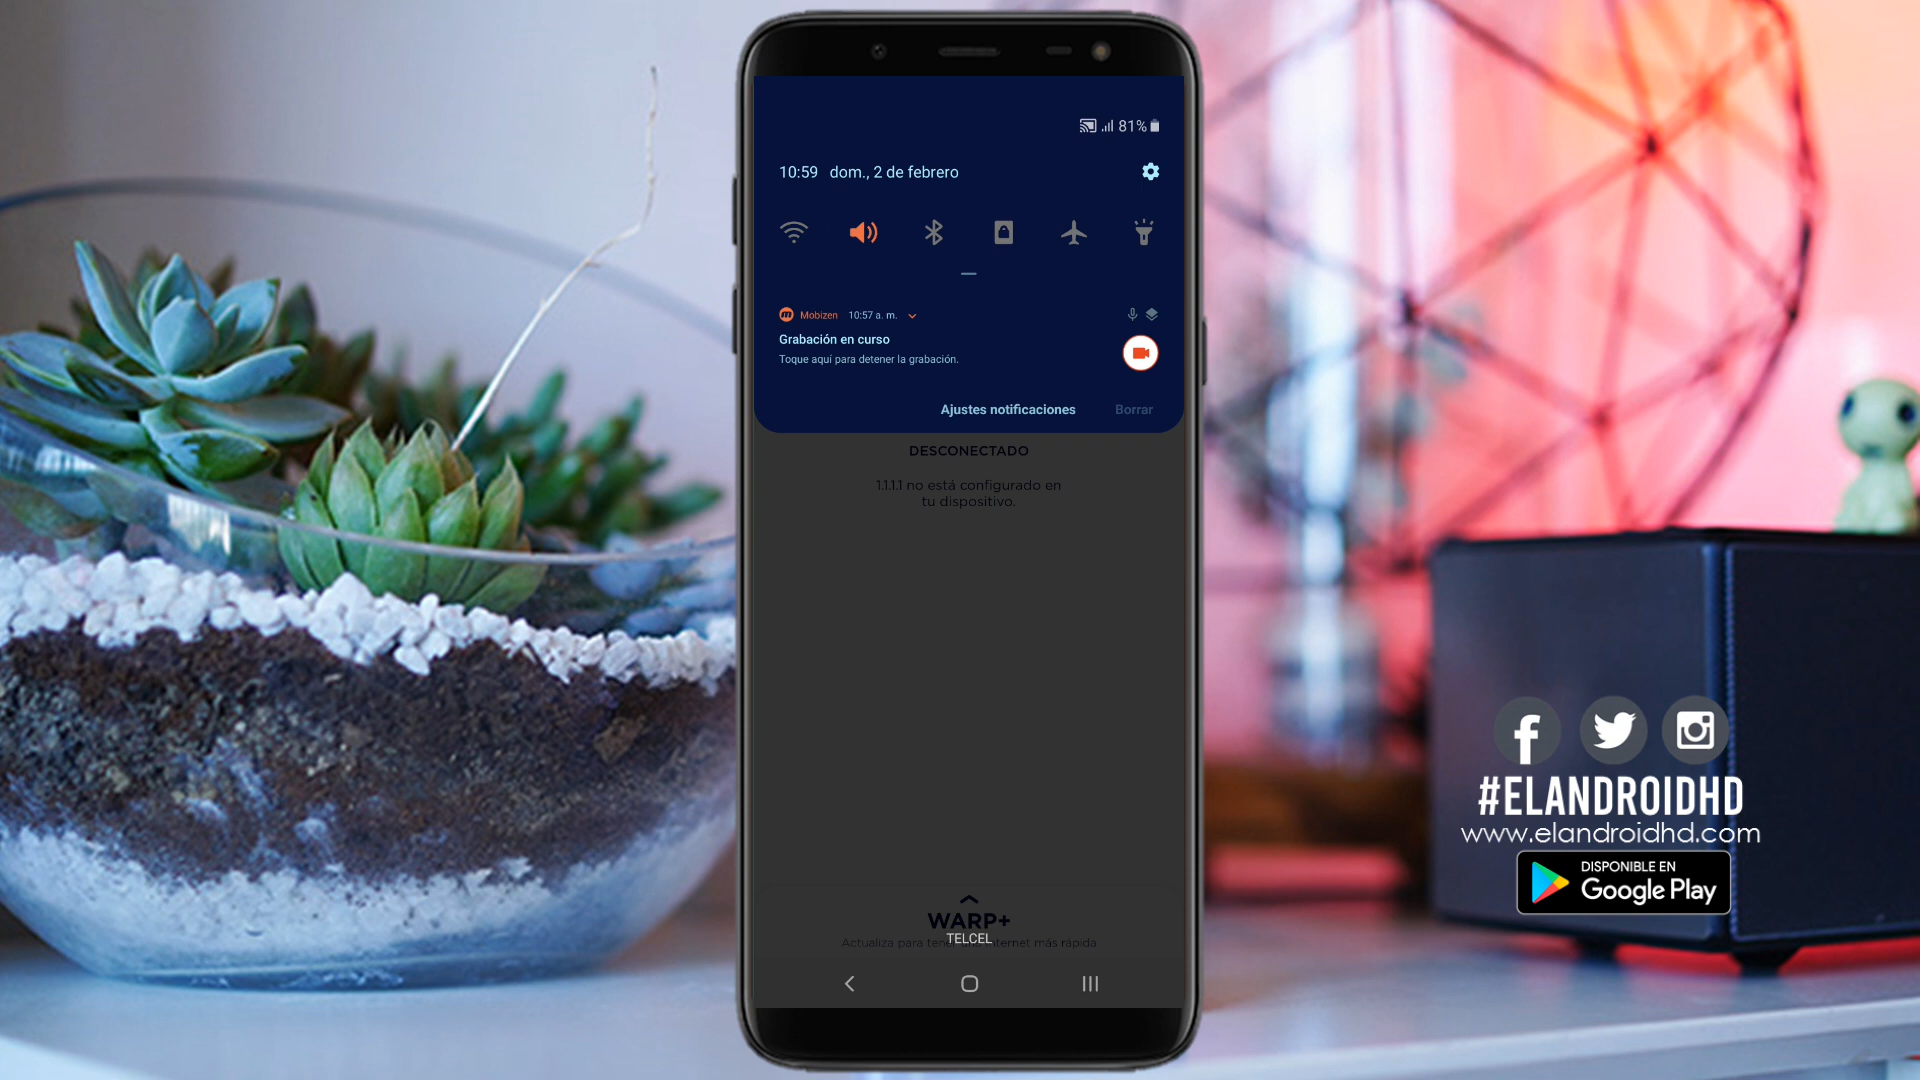 81%
10:59 dom., 2 de febrero
Mobizen 10:57 a. m.
Grabación en curso
Toque aquí para detener la grabación.
Ajustes notificaciones Borrar
DESCONECTADO
1.1.1.1 no está configurado en
tu dispositivo.
WARP+
Actualiza para tener internet más rápida
TELCEL
#ELANDROIDHD
www.elandroidhd.com
DISPONIBLE EN
Google Play